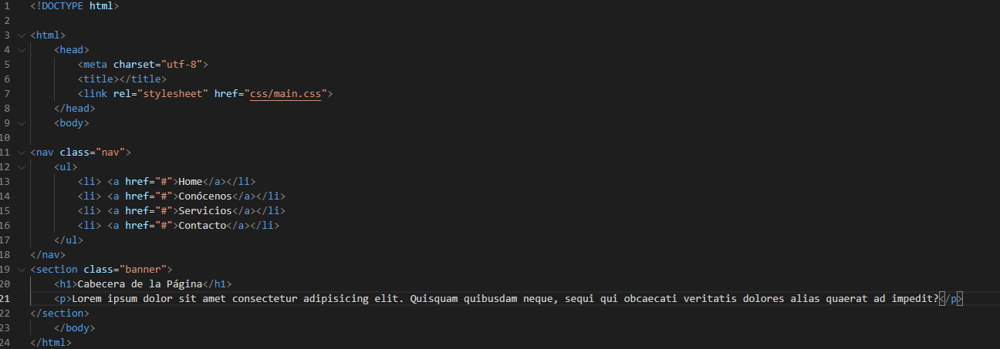 1 <!DOCTYPE html>
2
3 <html>
4     <head>
5         <meta charset="utf-8">
6         <title></title>
7         <link rel="stylesheet" href="css/main.css">
8     </head>
9     <body>
10
11 <nav class="nav">
12     <ul>
13         <li> <a href="#">Home</a></li>
14         <li> <a href="#">Conócenos</a></li>
15         <li> <a href="#">Servicios</a></li>
16         <li> <a href="#">Contacto</a></li>
17     </ul>
18 </nav>
19 <section class="banner">
20     <h1>Cabecera de la Página</h1>
21     <p>Lorem ipsum dolor sit amet consectetur adipisicing elit. Quisquam quibusdam neque, sequi qui obcaecati veritatis dolores alias quaerat ad impedit?</p>
22 </section>
23     </body>
24 </html>